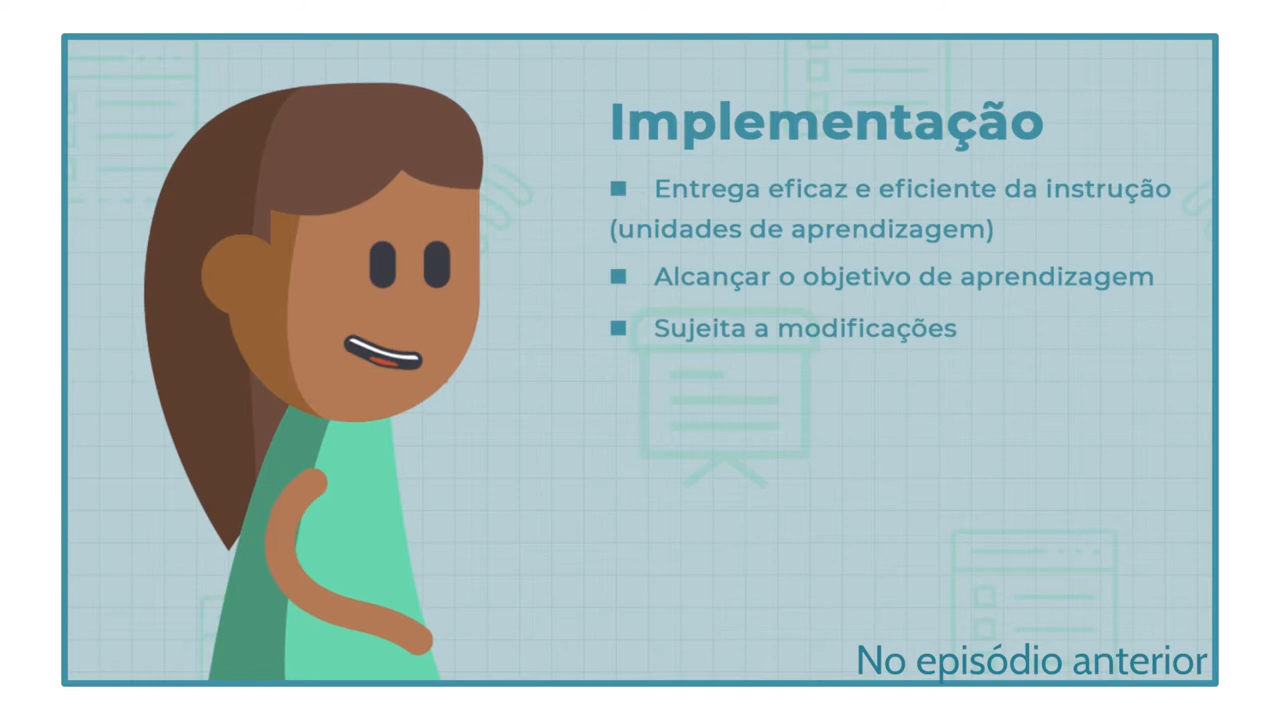 Implementação
■ Entrega eficaz e eficiente da instrução
(unidades de aprendizagem)
■ Alcançar o objetivo de aprendizagem
■ Sujeita a modificações
No episódio anterior